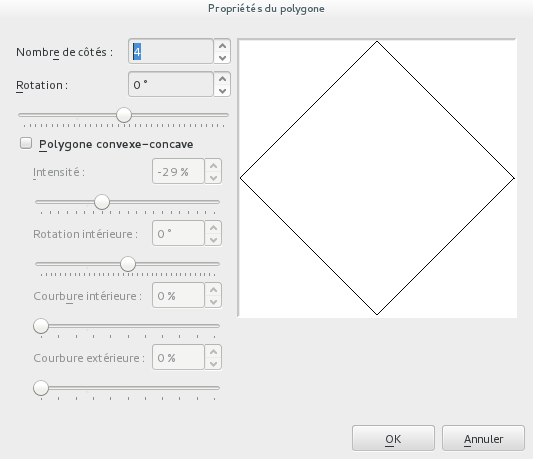 Propriétés du polygone
Nombre de côtés : 4
Rotation : 0 °
Polygone convexe-concave
Intensité : -29 %
Rotation intérieure : 0 °
Courbure intérieure : 0 %
Courbure extérieure : 0 %
OK Annuler